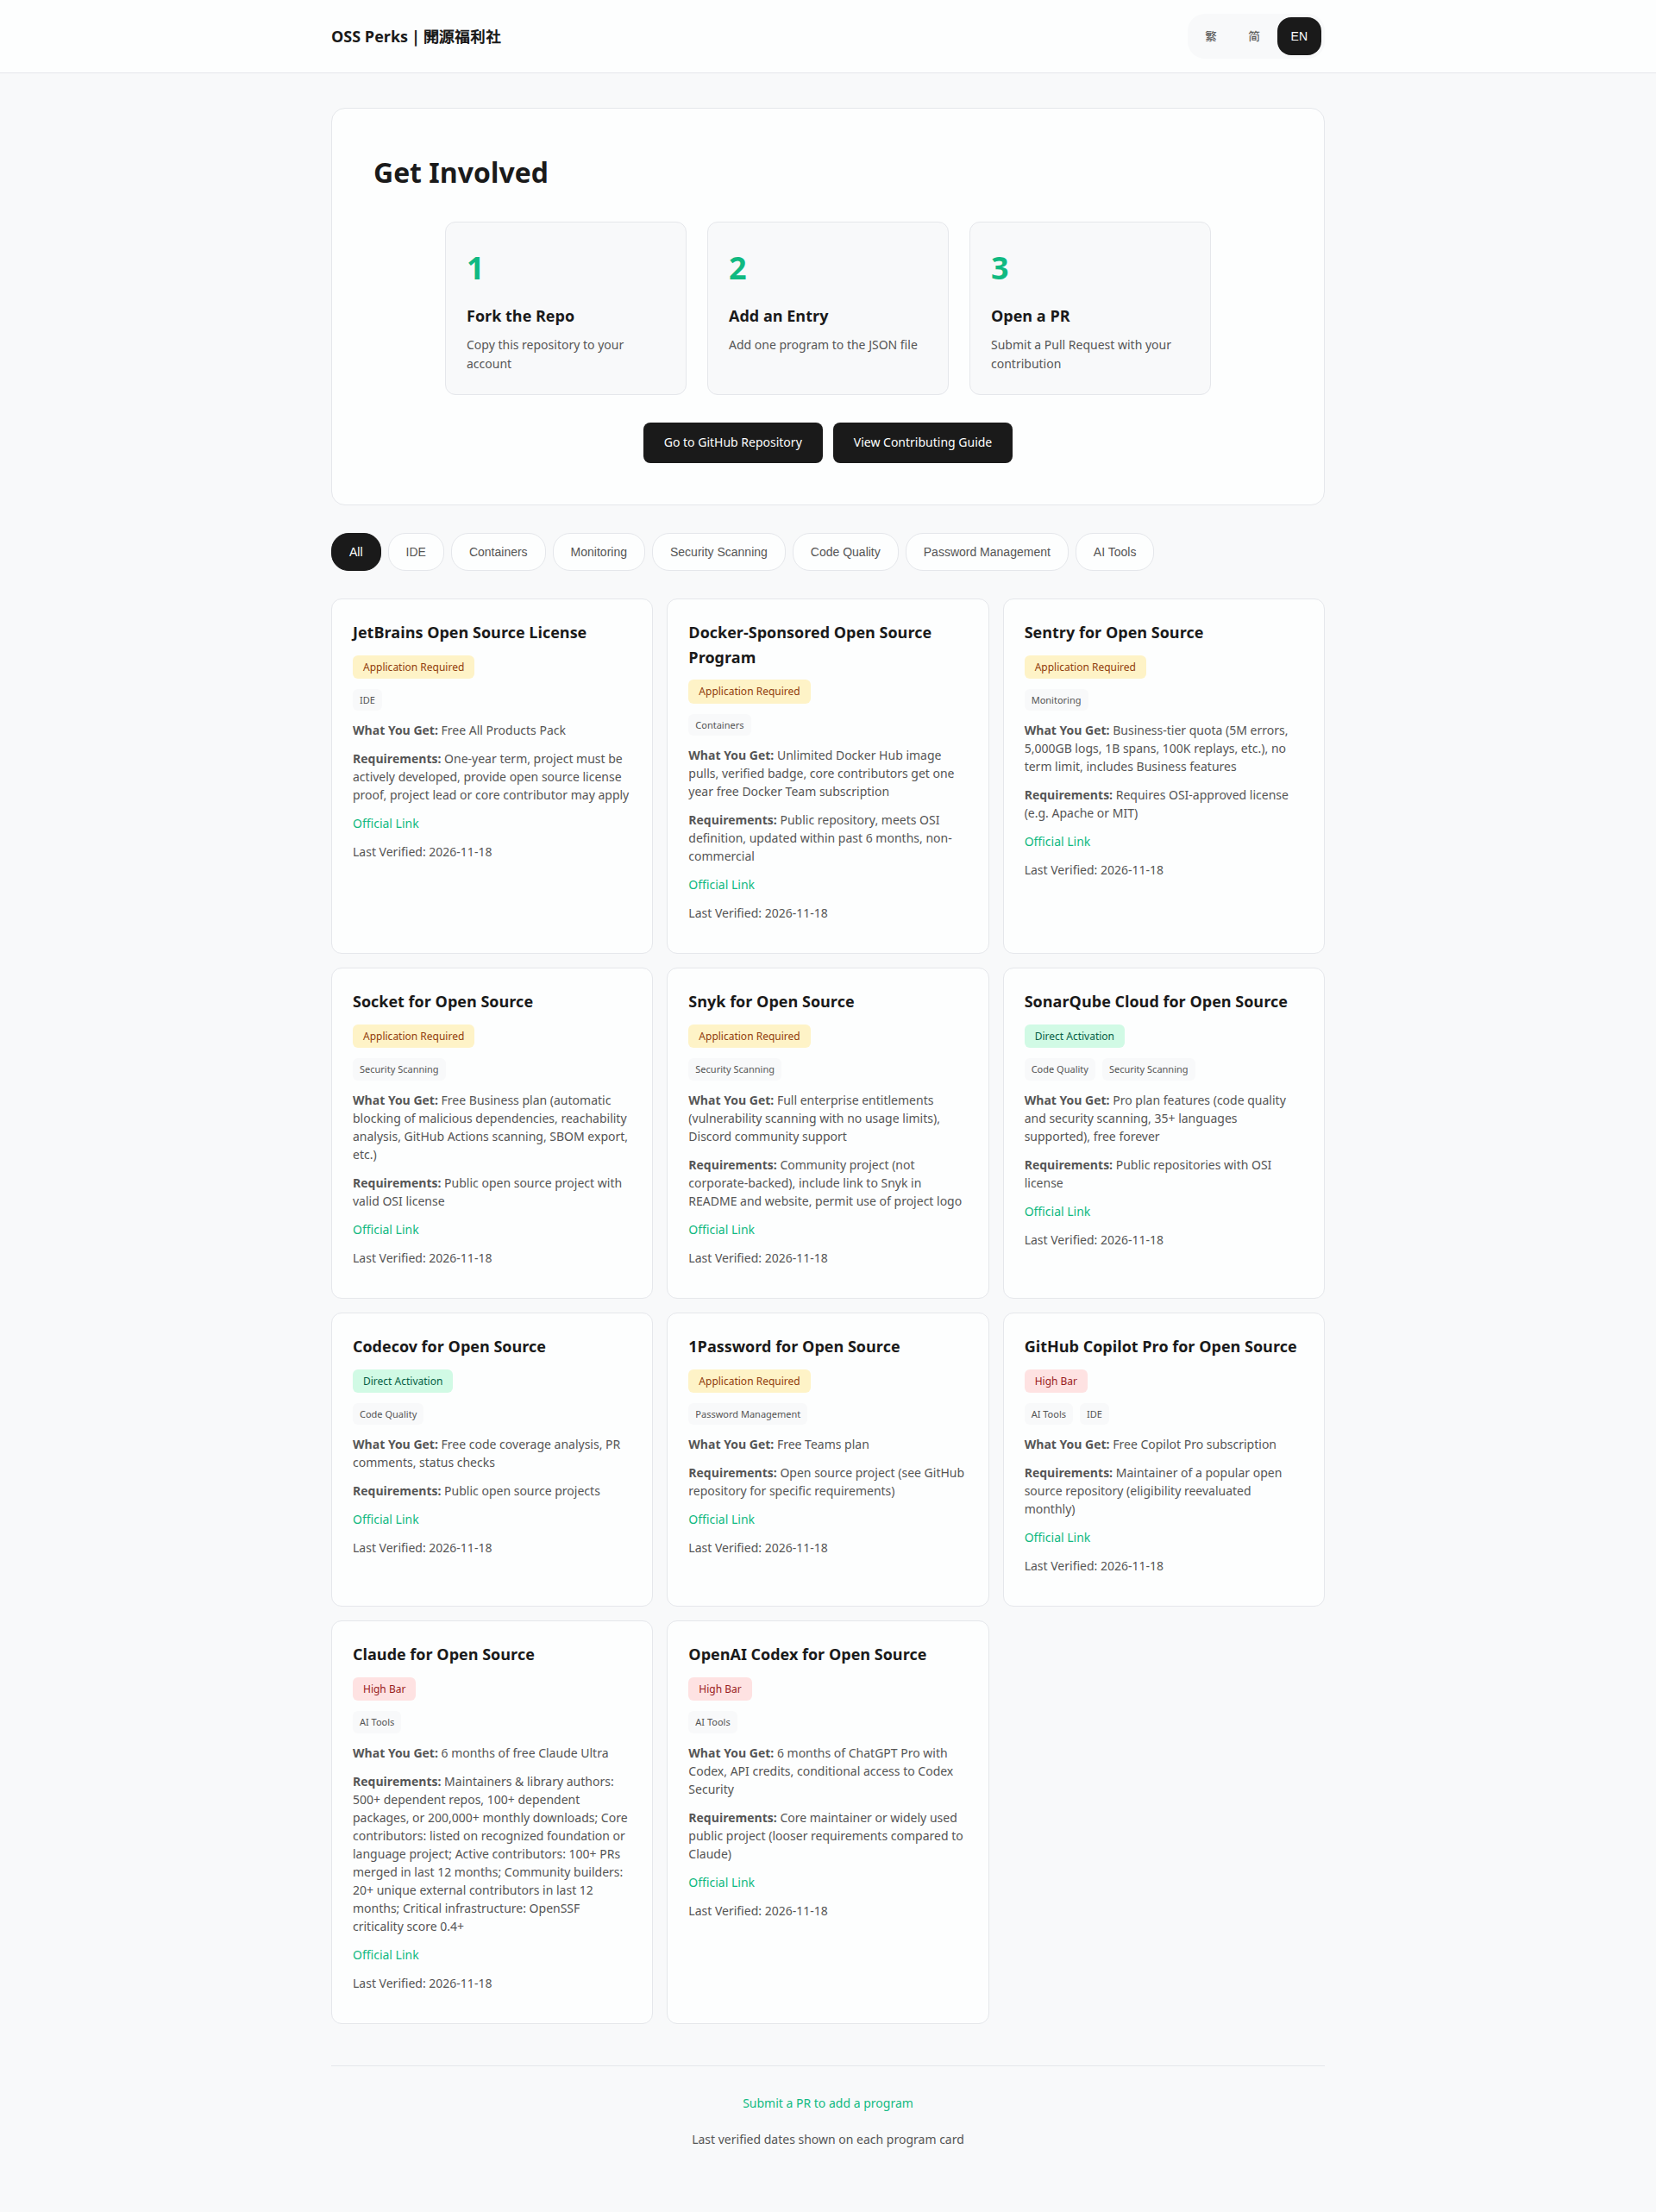 OSS Perks | 開源福利社
繁 简 EN
Get Involved
1
Fork the Repo
Copy this repository to your
account
2
Add an Entry
Add one program to the JSON file
3
Open a PR
Submit a Pull Request with your
contribution
Go to GitHub Repository View Contributing Guide
All IDE Containers Monitoring Security Scanning Code Quality Password Management AI Tools
JetBrains Open Source License
Application Required
IDE
What You Get: Free All Products Pack
Requirements: One-year term, project must be
actively developed, provide open source license
proof, project lead or core contributor may apply
Official Link
Last Verified: 2026-11-18
Docker-Sponsored Open Source
Program
Application Required
Containers
What You Get: Unlimited Docker Hub image
pulls, verified badge, core contributors get one
year free Docker Team subscription
Requirements: Public repository, meets OSI
definition, updated within past 6 months, non-
commercial
Official Link
Last Verified: 2026-11-18
Sentry for Open Source
Application Required
Monitoring
What You Get: Business-tier quota (5M errors,
5,000GB logs, 1B spans, 100K replays, etc.), no
term limit, includes Business features
Requirements: Requires OSI-approved license
(e.g. Apache or MIT)
Official Link
Last Verified: 2026-11-18
Socket for Open Source
Application Required
Security Scanning
What You Get: Free Business plan (automatic
blocking of malicious dependencies, reachability
analysis, GitHub Actions scanning, SBOM export,
etc.)
Requirements: Public open source project with
valid OSI license
Official Link
Last Verified: 2026-11-18
Snyk for Open Source
Application Required
Security Scanning
What You Get: Full enterprise entitlements
(vulnerability scanning with no usage limits),
Discord community support
Requirements: Community project (not
corporate-backed), include link to Snyk in
README and website, permit use of project logo
Official Link
Last Verified: 2026-11-18
SonarQube Cloud for Open Source
Direct Activation
Code Quality Security Scanning
What You Get: Pro plan features (code quality
and security scanning, 35+ languages
supported), free forever
Requirements: Public repositories with OSI
license
Official Link
Last Verified: 2026-11-18
Codecov for Open Source
Direct Activation
Code Quality
What You Get: Free code coverage analysis, PR
comments, status checks
Requirements: Public open source projects
Official Link
Last Verified: 2026-11-18
1Password for Open Source
Application Required
Password Management
What You Get: Free Teams plan
Requirements: Open source project (see GitHub
repository for specific requirements)
Official Link
Last Verified: 2026-11-18
GitHub Copilot Pro for Open Source
High Bar
AI Tools IDE
What You Get: Free Copilot Pro subscription
Requirements: Maintainer of a popular open
source repository (eligibility reevaluated
monthly)
Official Link
Last Verified: 2026-11-18
Claude for Open Source
High Bar
AI Tools
What You Get: 6 months of free Claude Ultra
Requirements: Maintainers & library authors:
500+ dependent repos, 100+ dependent
packages, or 200,000+ monthly downloads; Core
contributors: listed on recognized foundation or
language project; Active contributors: 100+ PRs
merged in last 12 months; Community builders:
20+ unique external contributors in last 12
months; Critical infrastructure: OpenSSF
criticality score 0.4+
Official Link
Last Verified: 2026-11-18
OpenAI Codex for Open Source
High Bar
AI Tools
What You Get: 6 months of ChatGPT Pro with
Codex, API credits, conditional access to Codex
Security
Requirements: Core maintainer or widely used
public project (looser requirements compared to
Claude)
Official Link
Last Verified: 2026-11-18
Submit a PR to add a program
Last verified dates shown on each program card